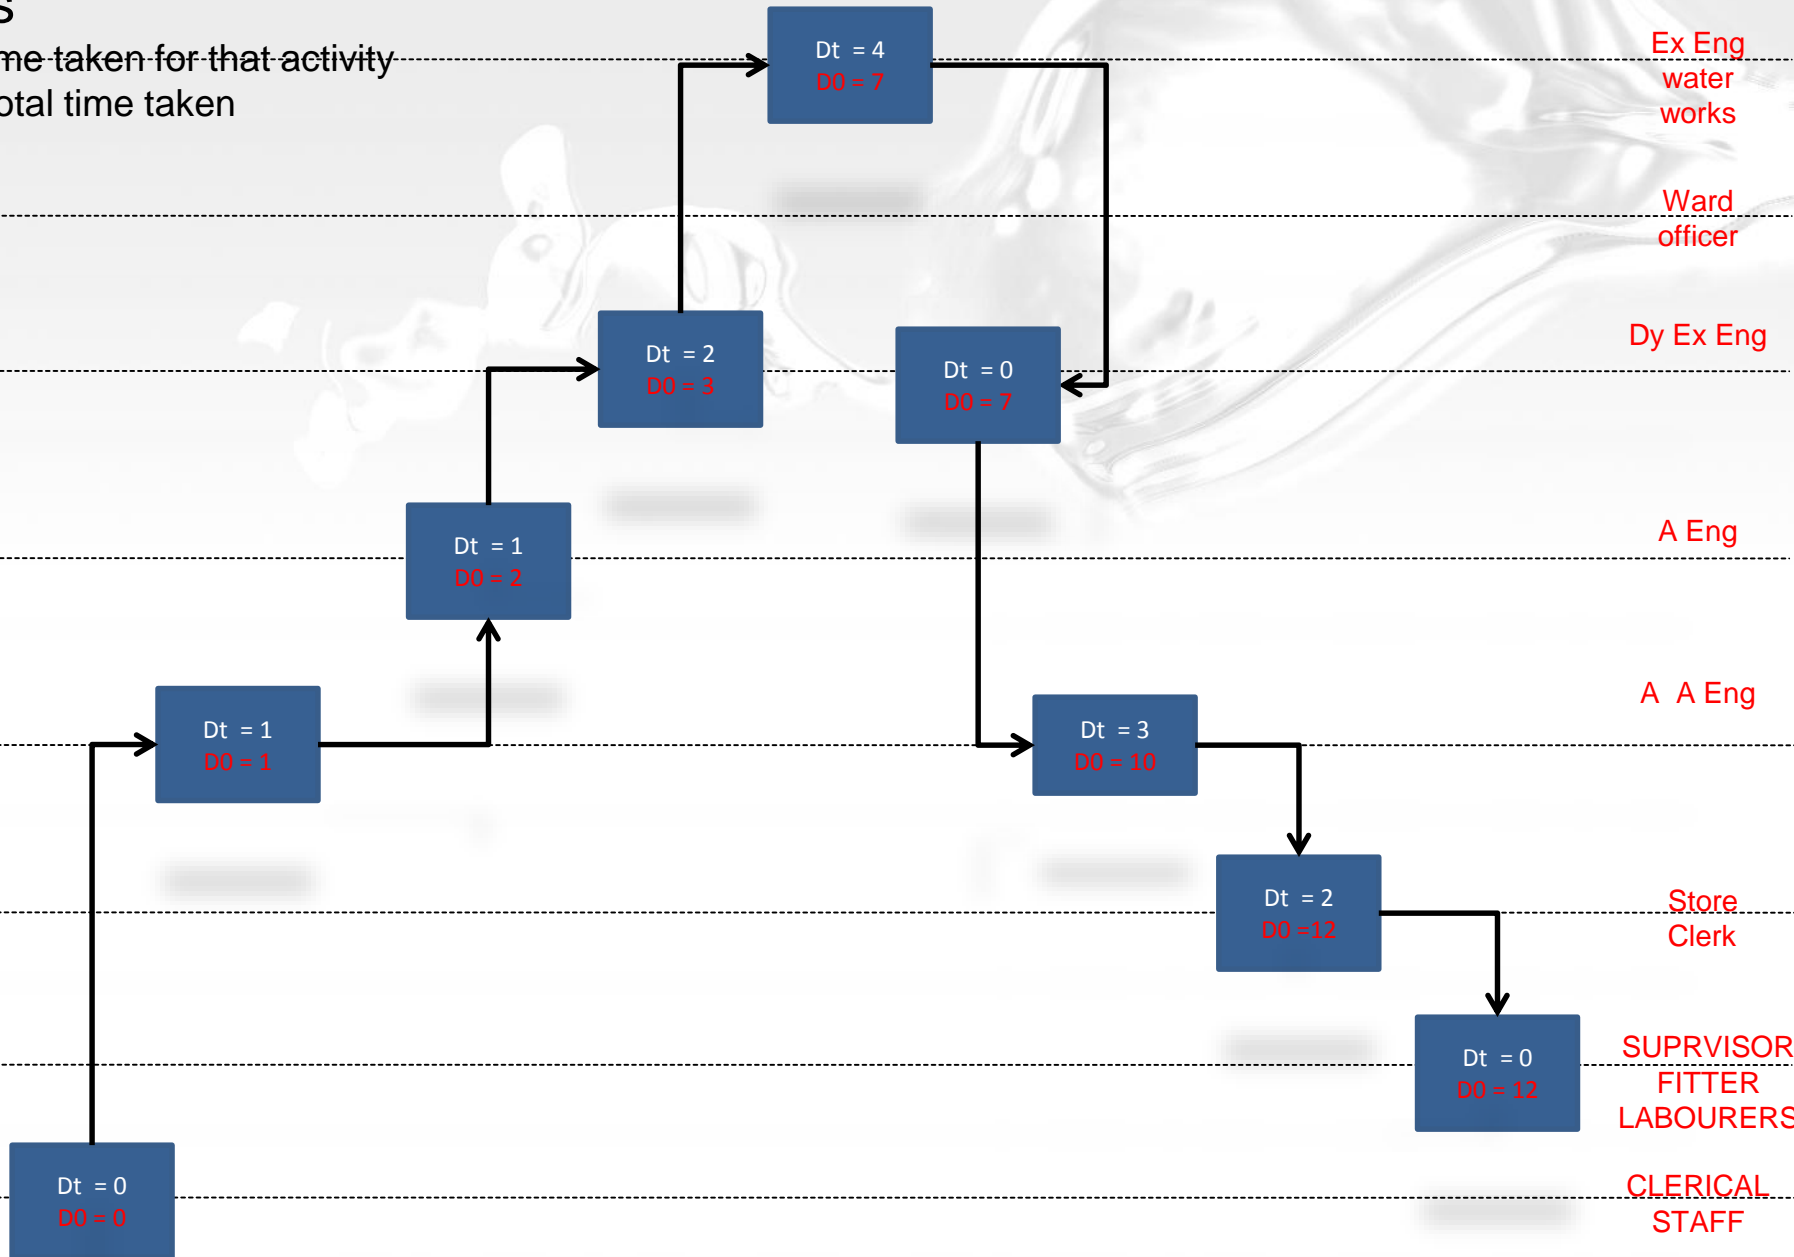 s
me taken for that activity
otal time taken
Dt = 4
D0 = 7
Ex Eng
water
works
Ward
officer
Dy Ex Eng
Dt = 2
D0 = 3
Dt = 0
D0 = 7
A Eng
Dt = 1
D0 = 2
A A Eng
Dt = 1
D0 = 1
Dt = 3
D0 = 10
Store
Clerk
Dt = 2
D0 =12
SUPRVISOR
FITTER
LABOURERS
Dt = 0
D0 = 12
CLERICAL
STAFF
Dt = 0
D0 = 0